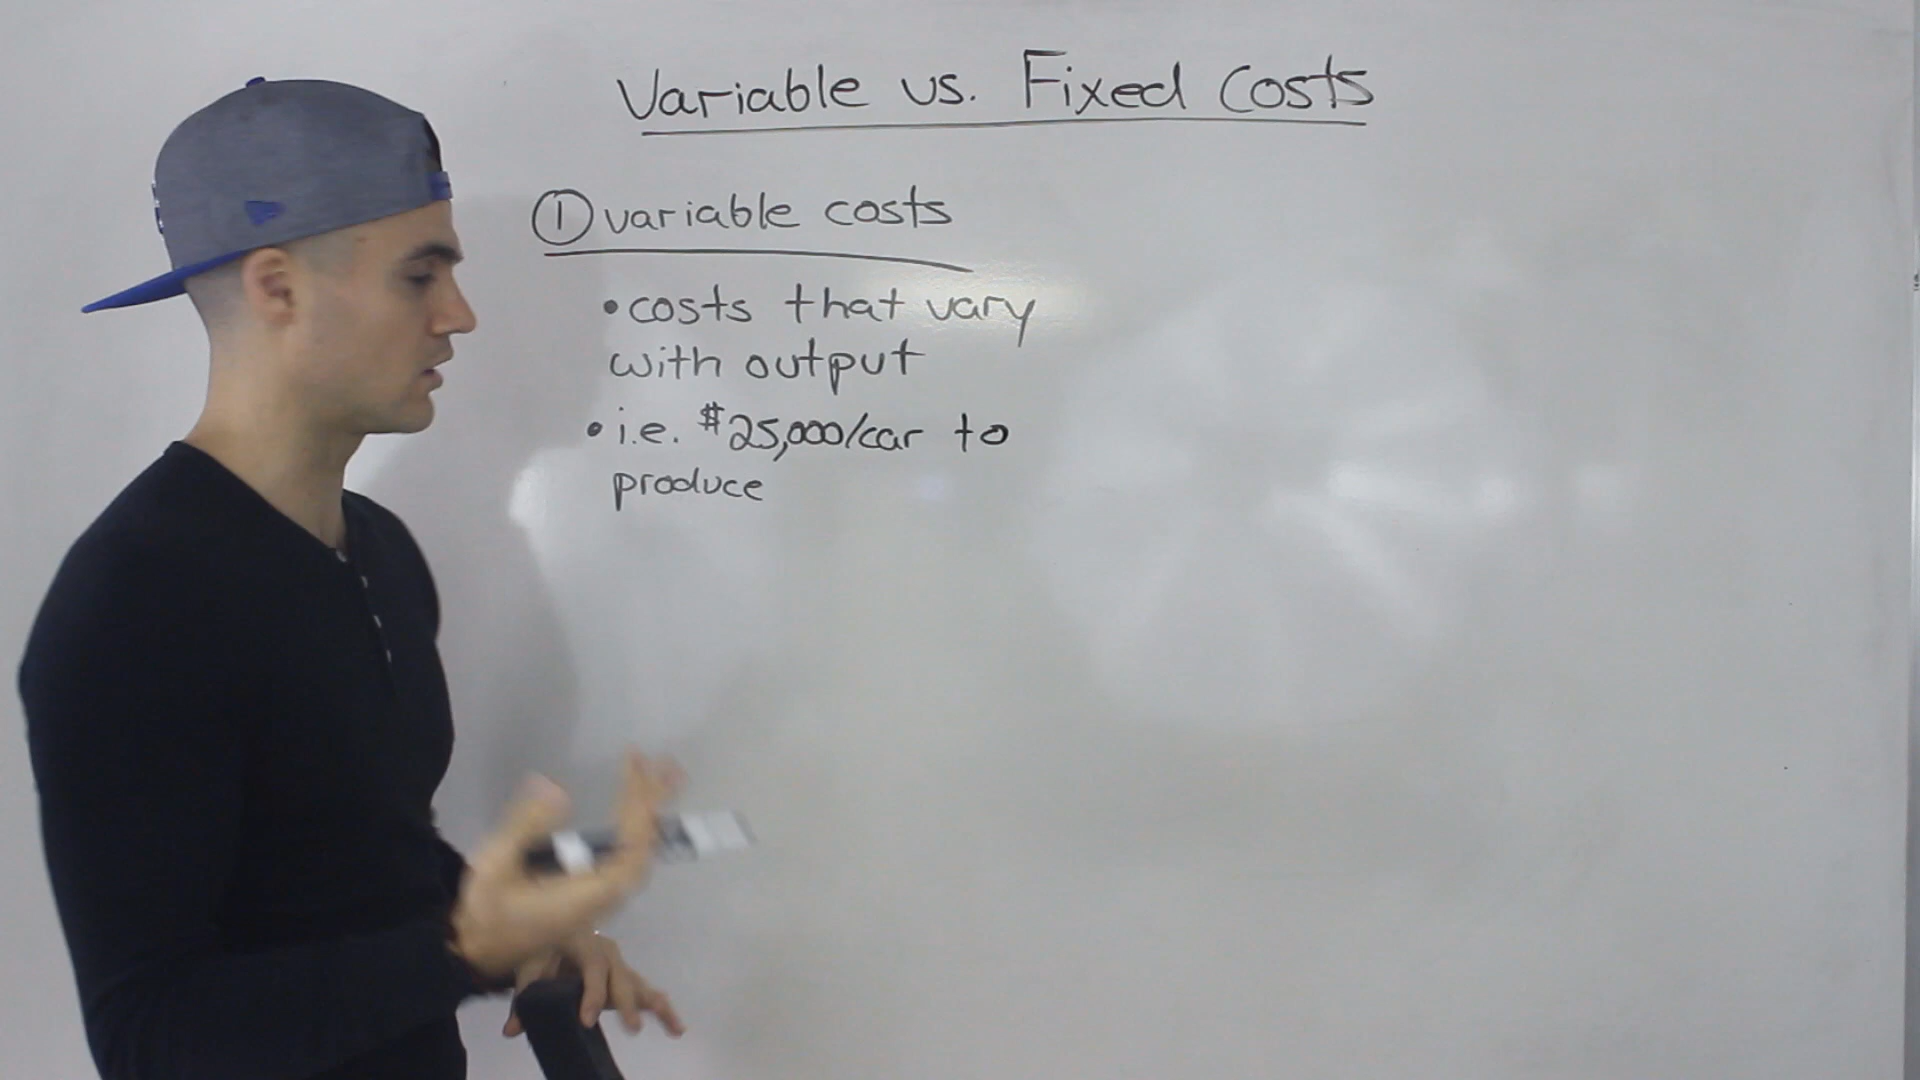 Variable vs. Fixed Costs
① variable costs
• costs that vary
with output
• i.e. $25,000/car to
produce